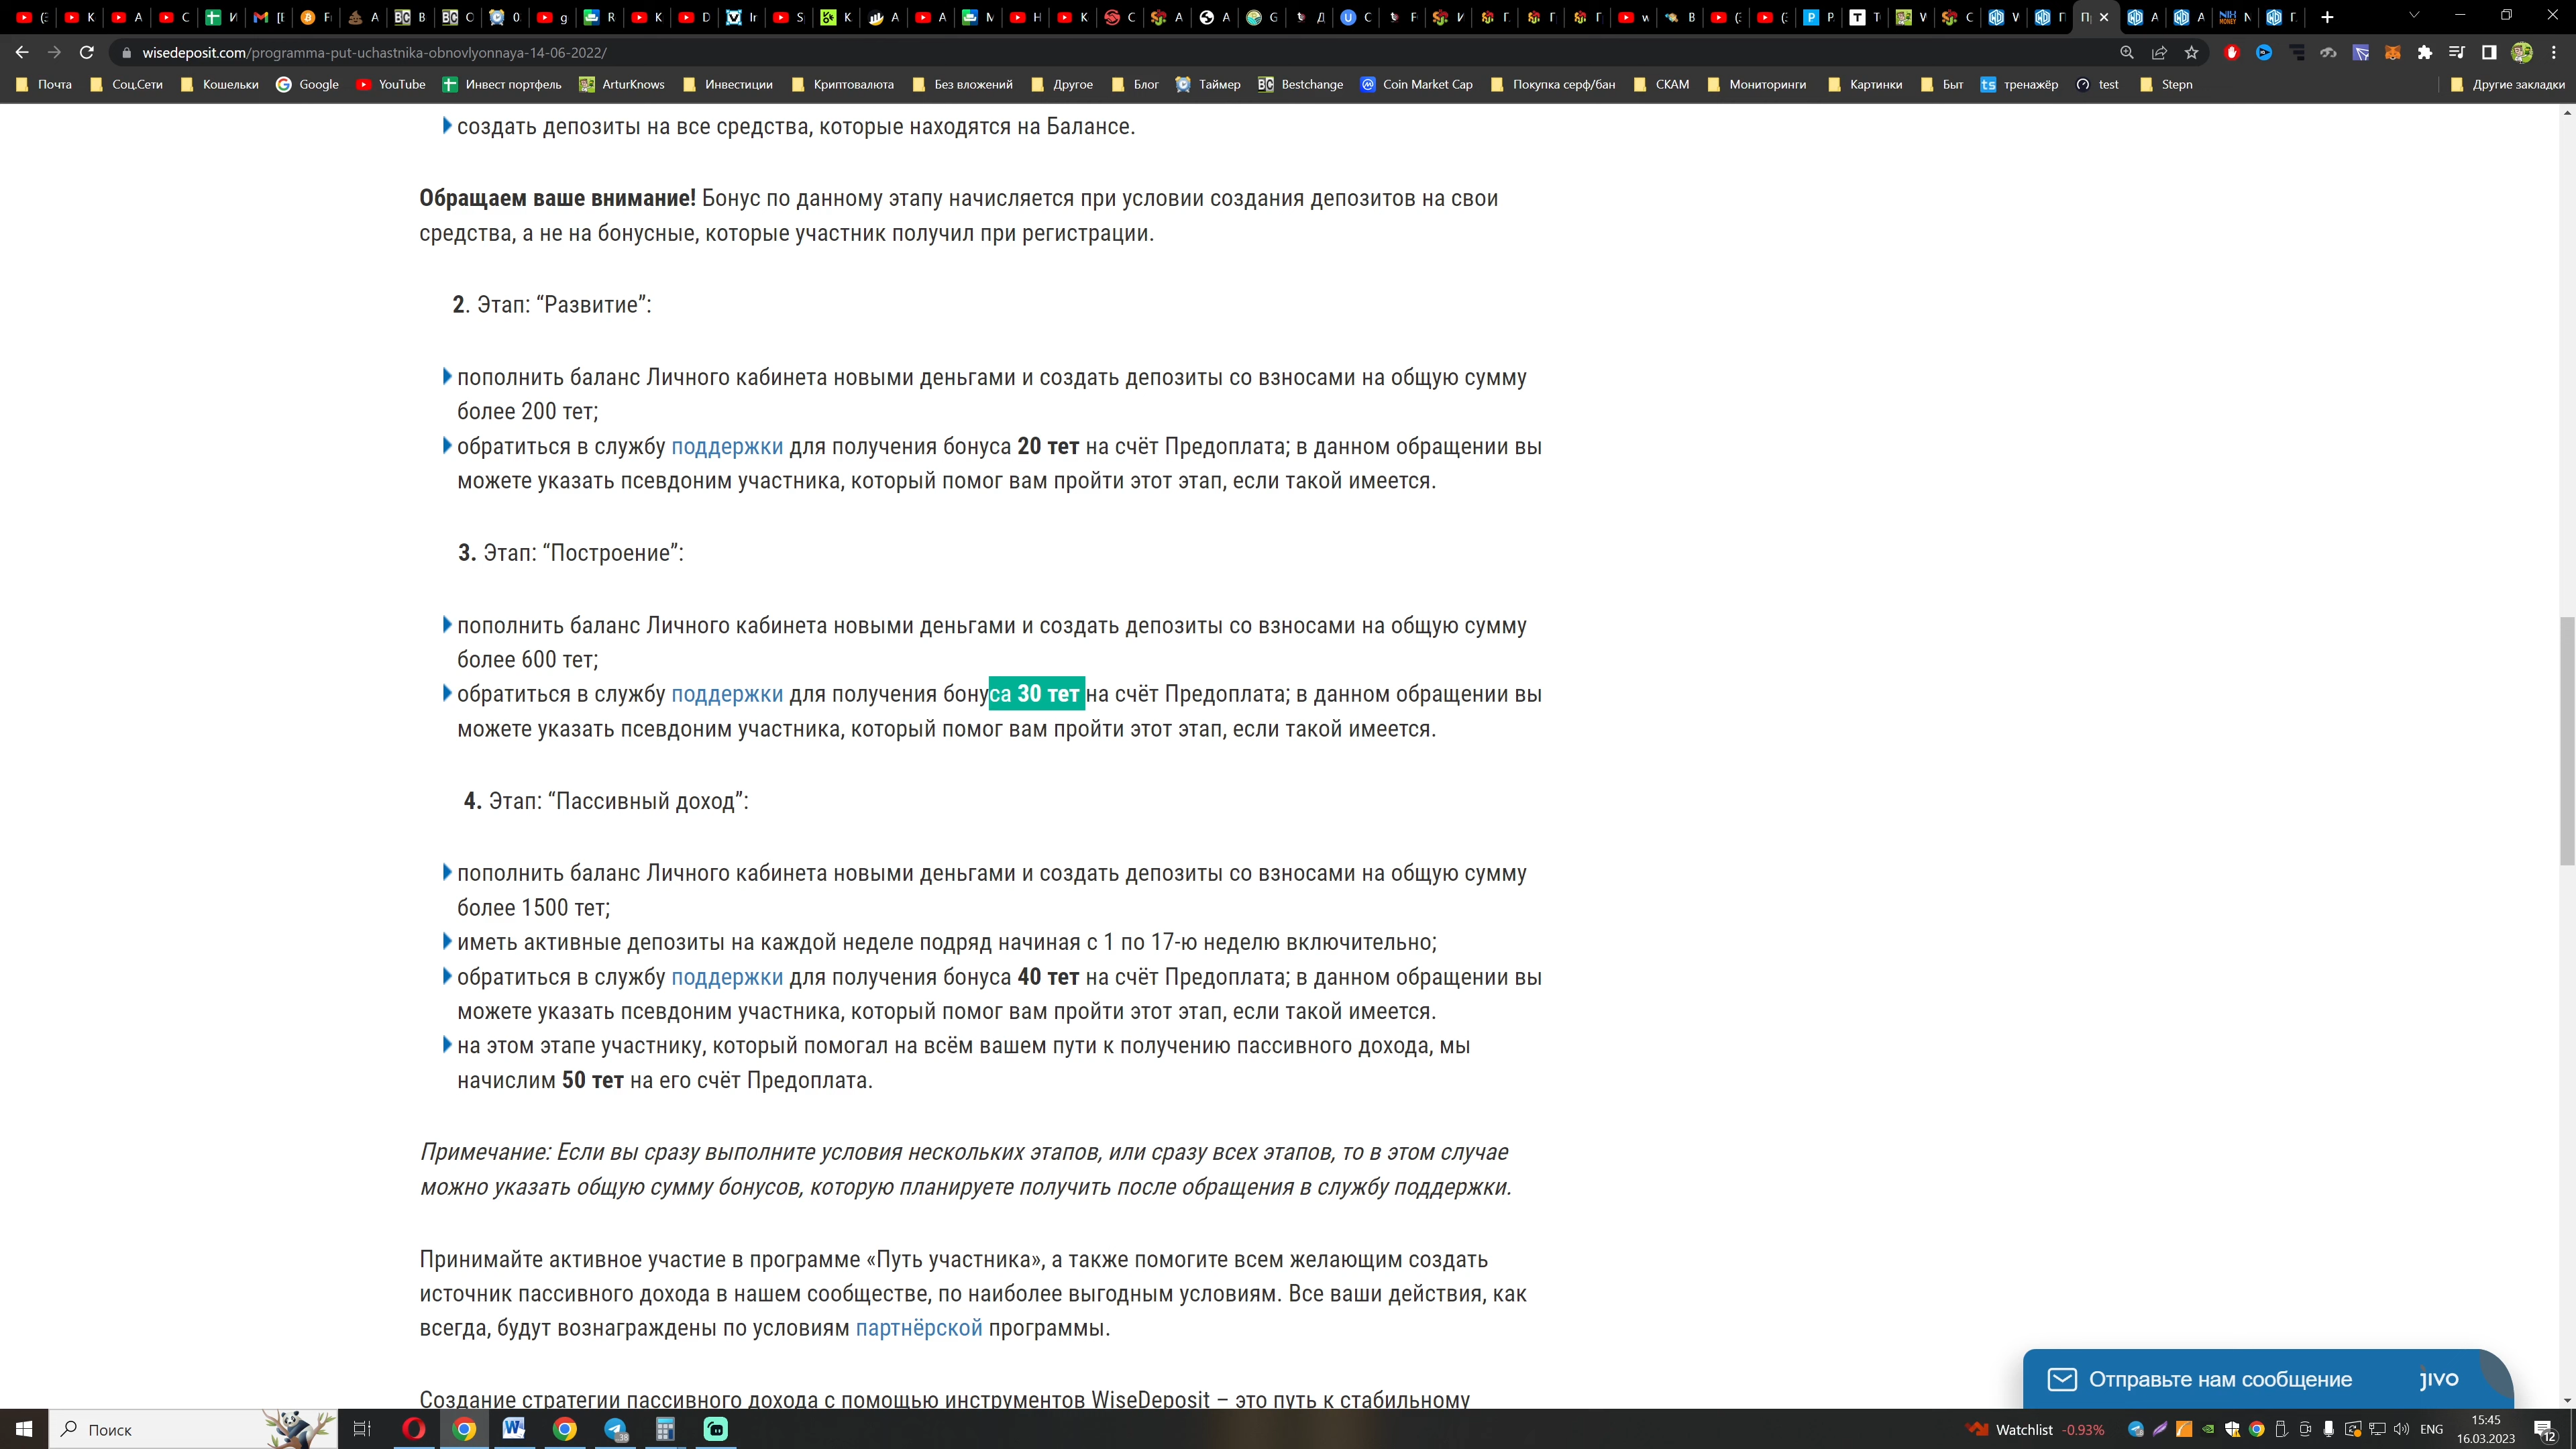 wisedeposit.com/programma-put-uchastnika-obnovlyonnaya-14-06-2022/
Почта Соц.Сети Кошельки Google YouTube Инвест портфель ArturKnows Инвестиции Криптовалюта Без вложений Другое Блог Таймер Bestchange Coin Market Cap Покупка серф/бан СКАМ Мониторинги Картинки Быт тренажёр test Stepn Другие закладки
создать депозиты на все средства, которые находятся на Балансе.
Обращаем ваше внимание! Бонус по данному этапу начисляется при условии создания депозитов на свои
средства, а не на бонусные, которые участник получил при регистрации.
2. Этап: “Развитие”:
пополнить баланс Личного кабинета новыми деньгами и создать депозиты со взносами на общую сумму
более 200 тет;
обратиться в службу поддержки для получения бонуса 20 тет на счёт Предоплата; в данном обращении вы
можете указать псевдоним участника, который помог вам пройти этот этап, если такой имеется.
3. Этап: “Построение”:
пополнить баланс Личного кабинета новыми деньгами и создать депозиты со взносами на общую сумму
более 600 тет;
обратиться в службу поддержки для получения бонуса 30 тет на счёт Предоплата; в данном обращении вы
можете указать псевдоним участника, который помог вам пройти этот этап, если такой имеется.
4. Этап: “Пассивный доход”:
пополнить баланс Личного кабинета новыми деньгами и создать депозиты со взносами на общую сумму
более 1500 тет;
иметь активные депозиты на каждой неделе подряд начиная с 1 по 17-ю неделю включительно;
обратиться в службу поддержки для получения бонуса 40 тет на счёт Предоплата; в данном обращении вы
можете указать псевдоним участника, который помог вам пройти этот этап, если такой имеется.
на этом этапе участнику, который помогал на всём вашем пути к получению пассивного дохода, мы
начислим 50 тет на его счёт Предоплата.
Примечание: Если вы сразу выполните условия нескольких этапов, или сразу всех этапов, то в этом случае
можно указать общую сумму бонусов, которую планируете получить после обращения в службу поддержки.
Принимайте активное участие в программе «Путь участника», а также помогите всем желающим создать
источник пассивного дохода в нашем сообществе, по наиболее выгодным условиям. Все ваши действия, как
всегда, будут вознаграждены по условиям партнёрской программы.
Создание стратегии пассивного дохода с помощью инструментов WiseDeposit – это путь к стабильному
Отправьте нам сообщение jivo
Поиск
Watchlist -0.93%
ENG
15:45
16.03.2023
12